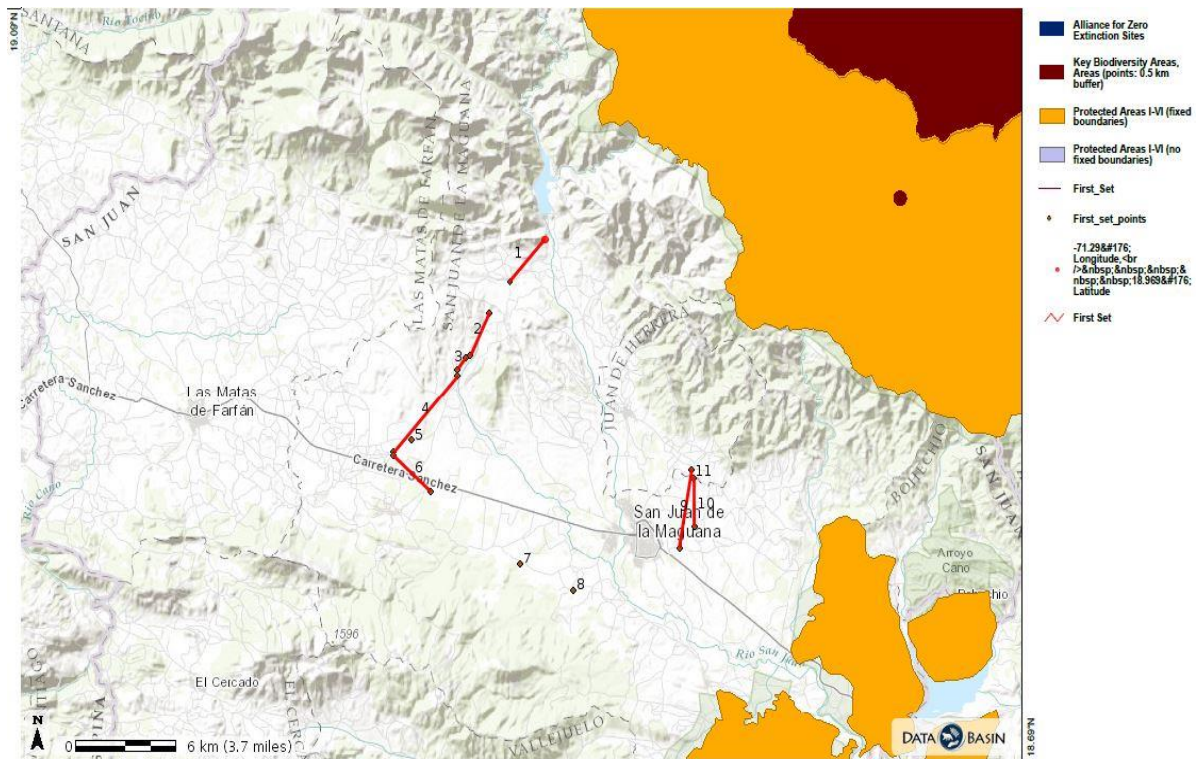 19.09°N
SANTANA
Rio Tocino
SAN JUAN
LAS MATAS DE FARFÁN
SAN JUAN DE LA MAGUANA
JUAN DE HERRERA
BOHECHIO
SAN JUAN
1
2
3
4
5
6
7
8
9
10
11
Carretera Sanchez
Las Matas
de Farfán
Carretera Sanchez
Rio Cano
San Juan de
la Maguana
Arroyo
Cano
1596
El Cercado
Rio San Juan
VALLEJUELO
N
0 6 km (3.7 miles)
DATA BASIN
18.69°N
Alliance for Zero
Extinction Sites
Key Biodiversity Areas,
Areas (points: 0.5 km
buffer)
Protected Areas I-VI (fixed
boundaries)
Protected Areas I-VI (no
fixed boundaries)
First_Set
First_set_points
-71.29&#176;
Longitude,<br
/>&nbsp;&nbsp;&nbsp;&
nbsp;&nbsp;18.969&#176;
Latitude
First Set